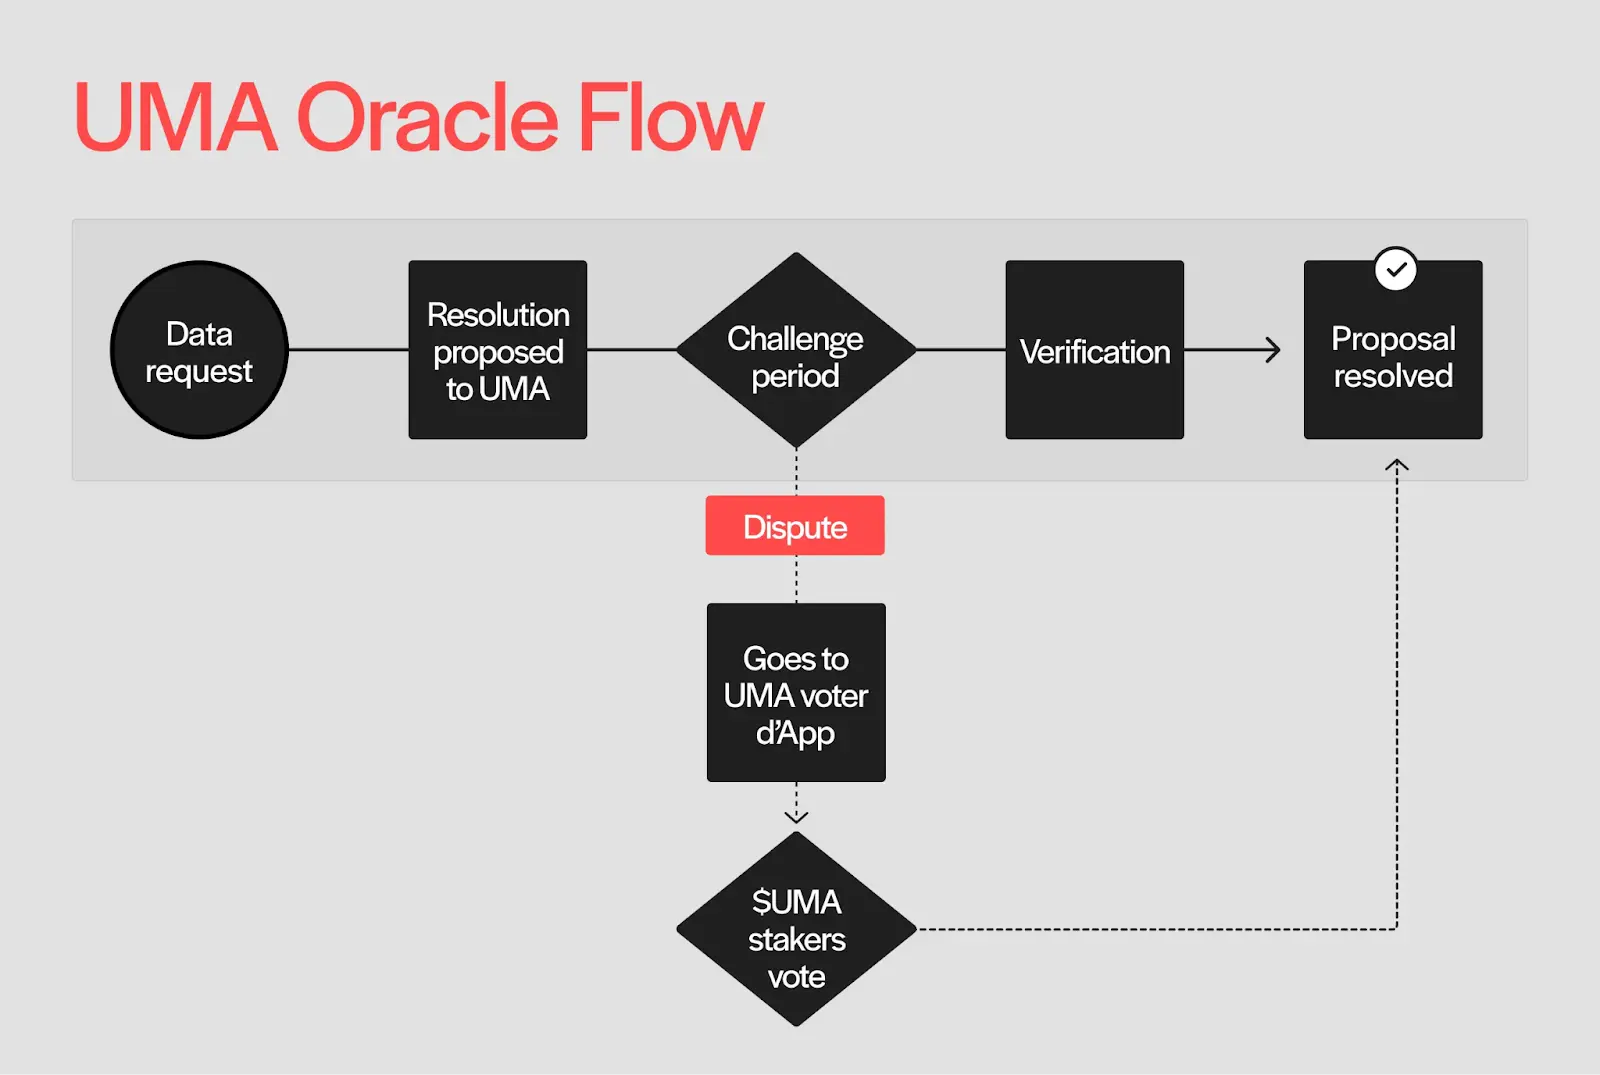 UMA Oracle Flow
Data
request
Resolution
proposed
to UMA
Challenge
period
Verification
Proposal
resolved
Dispute
Goes to
UMA voter
d’App
$UMA
stakers
vote